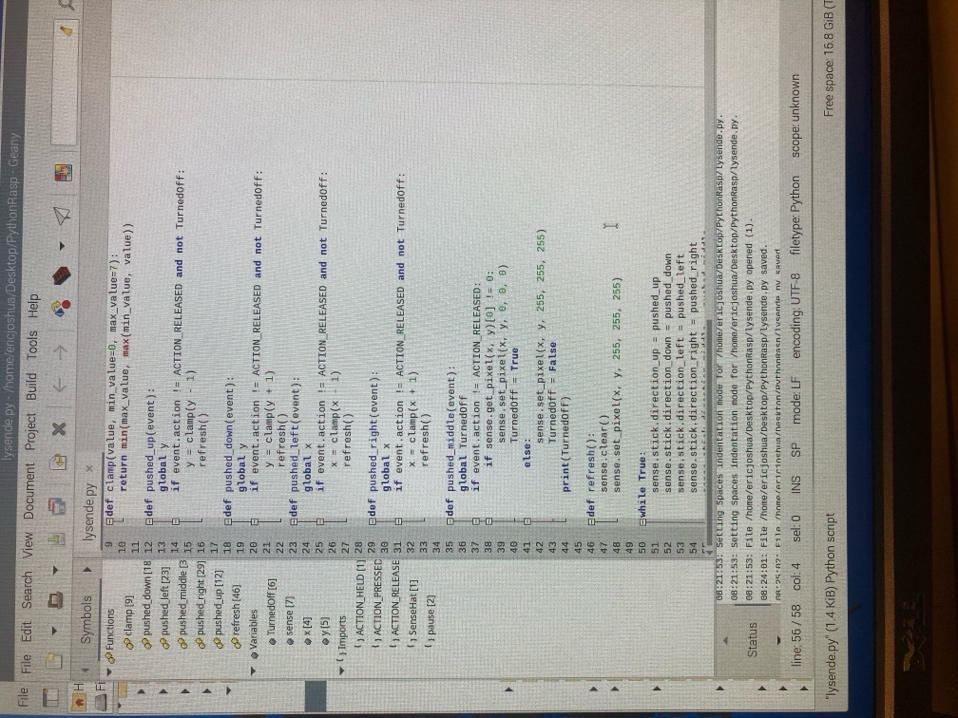 lysende.py - /home/ericjoshua/Desktop/PythonRasp - Geany
File Edit Search View Document Project Build Tools Help
Symbols
lysende.py ×
Functions
clamp [9]
pushed_down [18
pushed_left [23]
pushed_middle [3
pushed_right [29]
pushed_up [12]
refresh [46]
Variables
TurnedOff [6]
sense [7]
x [4]
y [5]
Imports
ACTION_HELD [1]
ACTION_PRESSED
ACTION_RELEASE
SenseHat [1]
pause [2]
9 def clamp(value, min_value=0, max_value=7):
10 return min(max_value, max(min_value, value))
11
12 def pushed_up(event):
13 global y
14 if event.action != ACTION_RELEASED and not TurnedOff:
15 y = clamp(y - 1)
16 refresh()
17
18 def pushed_down(event):
19 global y
20 if event.action != ACTION_RELEASED and not TurnedOff:
21 y = clamp(y + 1)
22 refresh()
23 def pushed_left(event):
24 global x
25 if event.action != ACTION_RELEASED and not TurnedOff:
26 x = clamp(x - 1)
27 refresh()
28
29 def pushed_right(event):
30 global x
31 if event.action != ACTION_RELEASED and not TurnedOff:
32 x = clamp(x + 1)
33 refresh()
34
35 def pushed_middle(event):
36 global TurnedOff
37 if event.action != ACTION_RELEASED:
38 if sense.get_pixel(x, y)[0] != 0:
39 sense.set_pixel(x, y, 0, 0, 0)
40 TurnedOff = True
41 else:
42 sense.set_pixel(x, y, 255, 255, 255)
43 TurnedOff = False
44 print(TurnedOff)
45
46 def refresh():
47 sense.clear()
48 sense.set_pixel(x, y, 255, 255, 255)
49
50 while True:
51 sense.stick.direction_up = pushed_up
52 sense.stick.direction_down = pushed_down
53 sense.stick.direction_left = pushed_left
54 sense.stick.direction_right = pushed_right
Status
08:21:53: Setting Spaces indentation mode for /home/ericjoshua/Desktop/PythonRasp/lysende.py.
08:21:53: Setting Spaces indentation mode for /home/ericjoshua/Desktop/PythonRasp/lysende.py.
08:21:53: File /home/ericjoshua/Desktop/PythonRasp/lysende.py opened (1).
08:24:01: File /home/ericjoshua/Desktop/PythonRasp/lysende.py saved.
line: 56 / 58 col: 4 sel: 0 INS SP mode: LF encoding: UTF-8 filetype: Python scope: unknown
"lysende.py" (1.4 KiB) Python script
Free space: 16.8 GiB (T